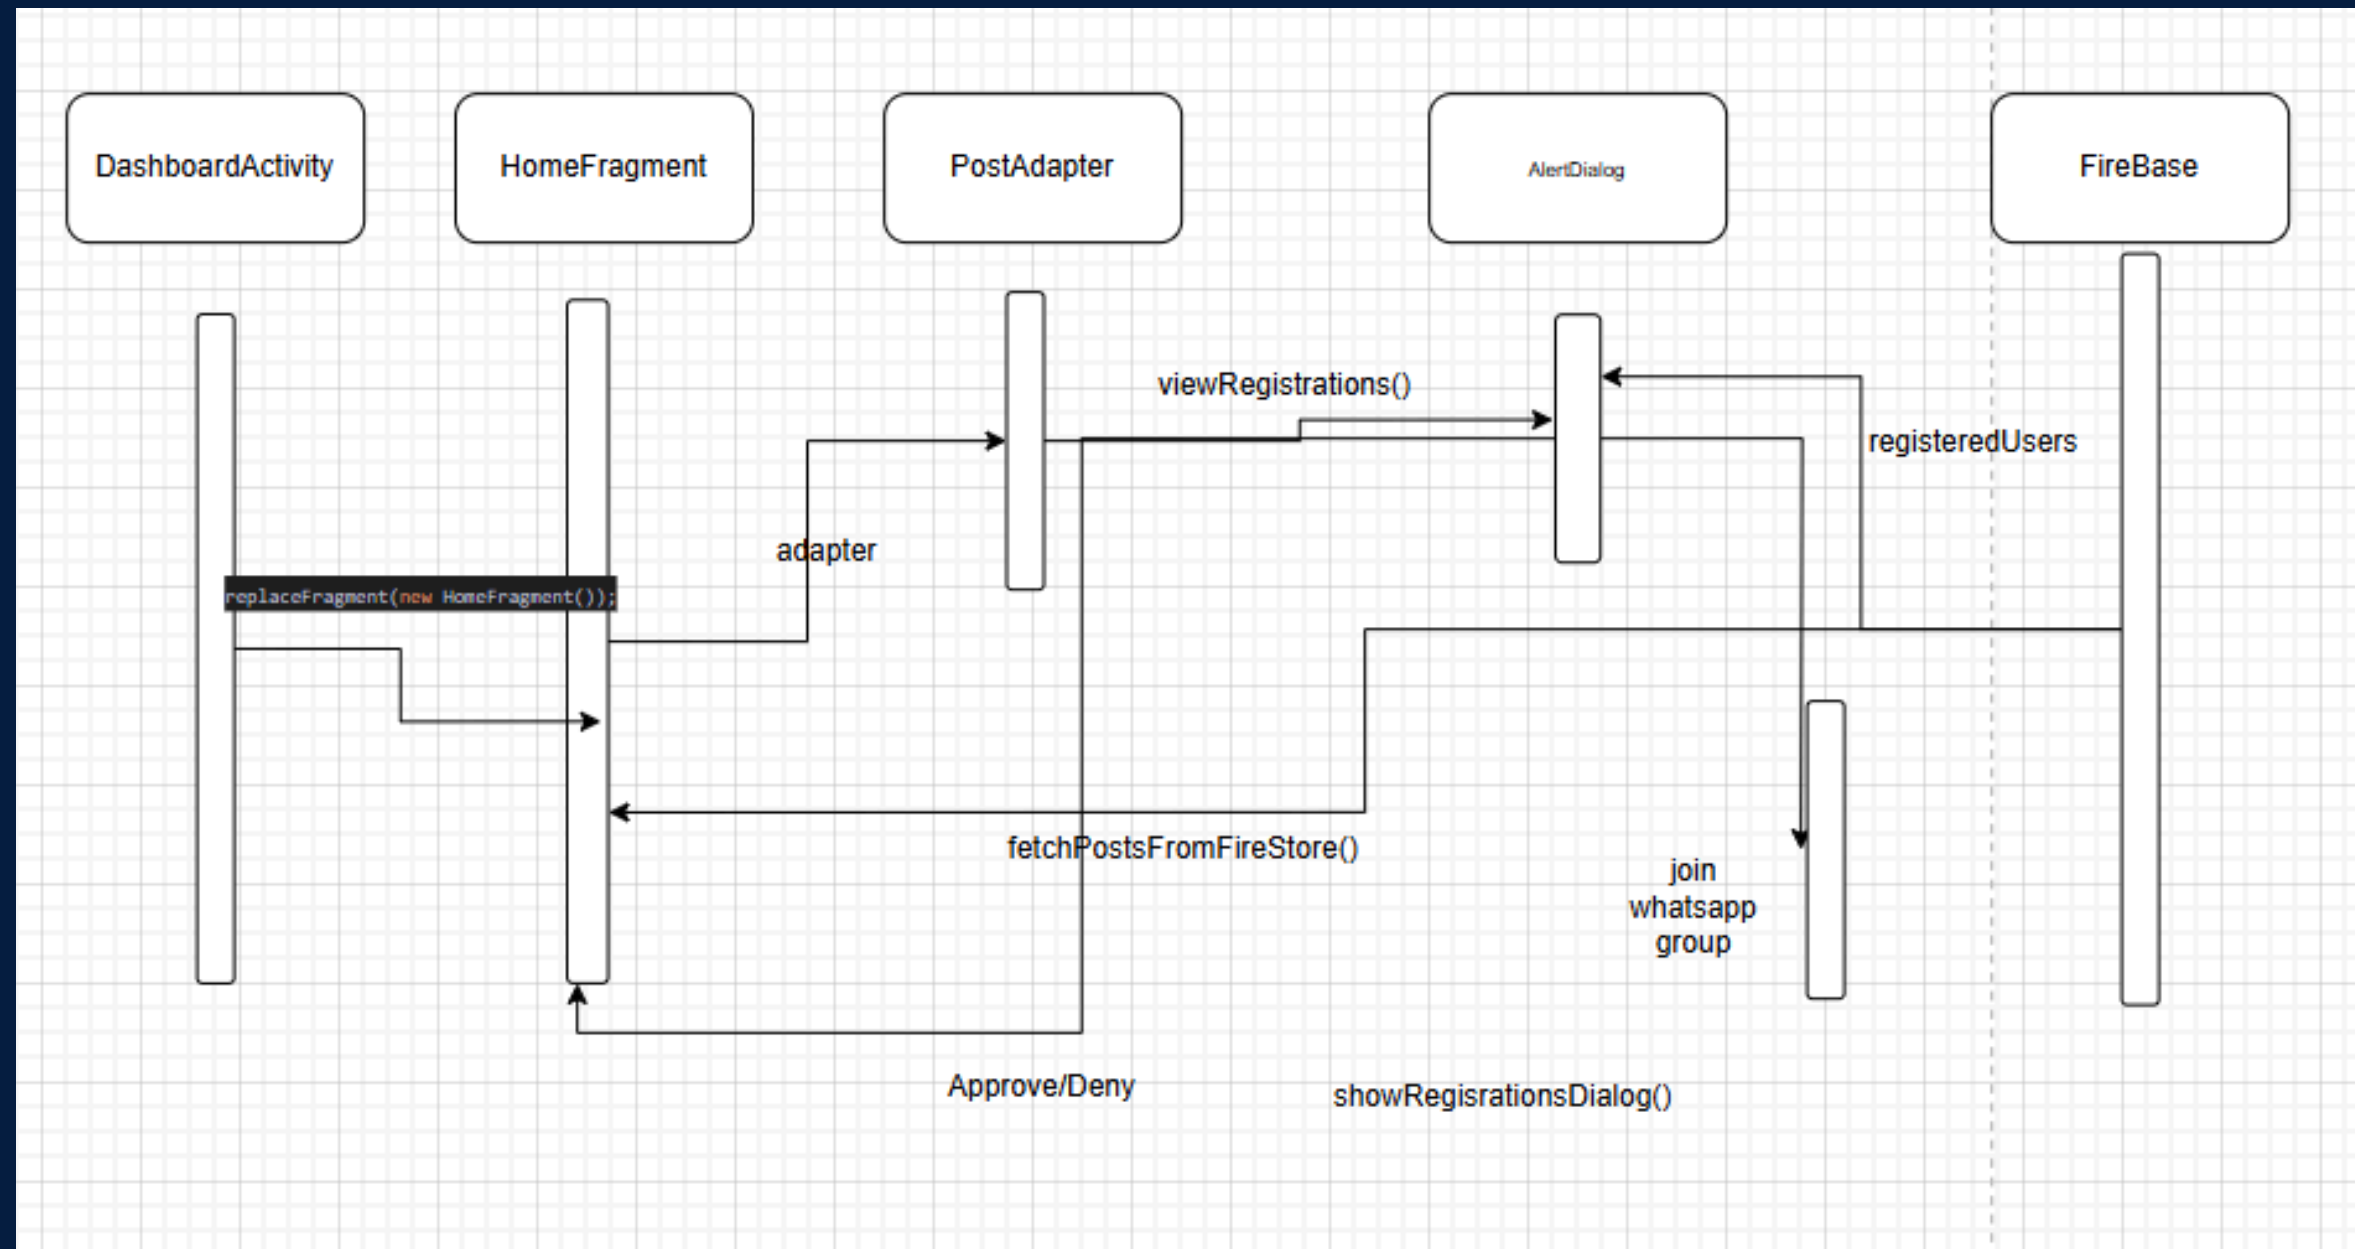 DashboardActivity
HomeFragment
PostAdapter
AlertDialog
FireBase
viewRegistrations()
registeredUsers
adapter
replaceFragment(new HomeFragment());
fetchPostsFromFireStore()
join
whatsapp
group
Approve/Deny
showRegisrationsDialog()